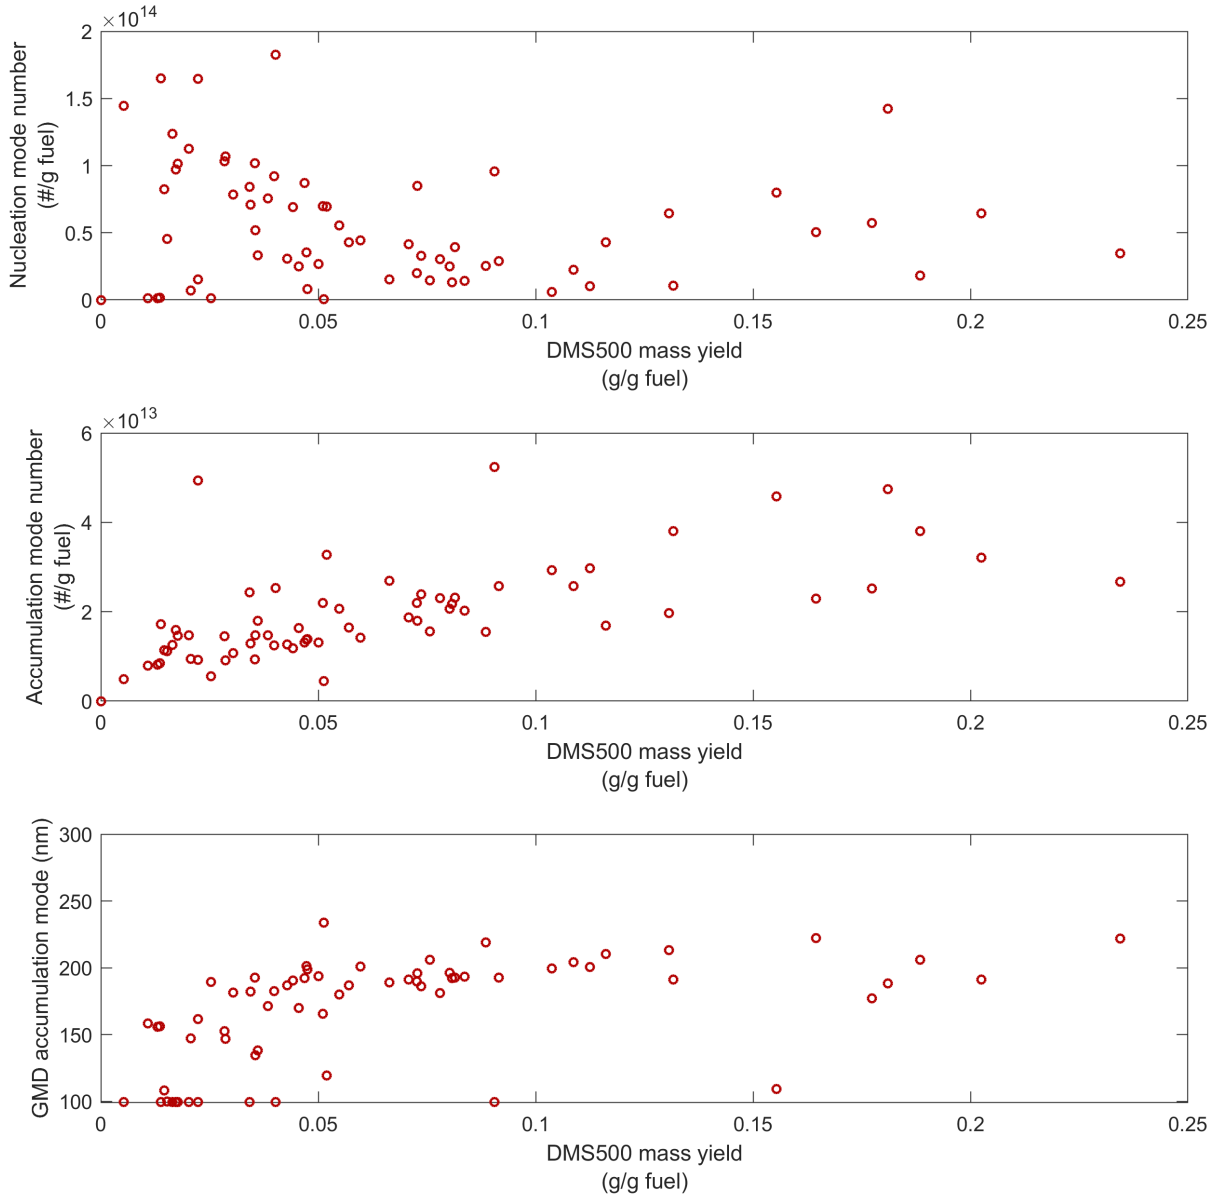 ×10^14
2
1.5
1
0.5
0
Nucleation mode number
(#/g fuel)
0 0.05 0.1 0.15 0.2 0.25
DMS500 mass yield
(g/g fuel)
×10^13
6
4
2
0
Accumulation mode number
(#/g fuel)
0 0.05 0.1 0.15 0.2 0.25
DMS500 mass yield
(g/g fuel)
300
250
200
150
100
GMD accumulation mode (nm)
0 0.05 0.1 0.15 0.2 0.25
DMS500 mass yield
(g/g fuel)